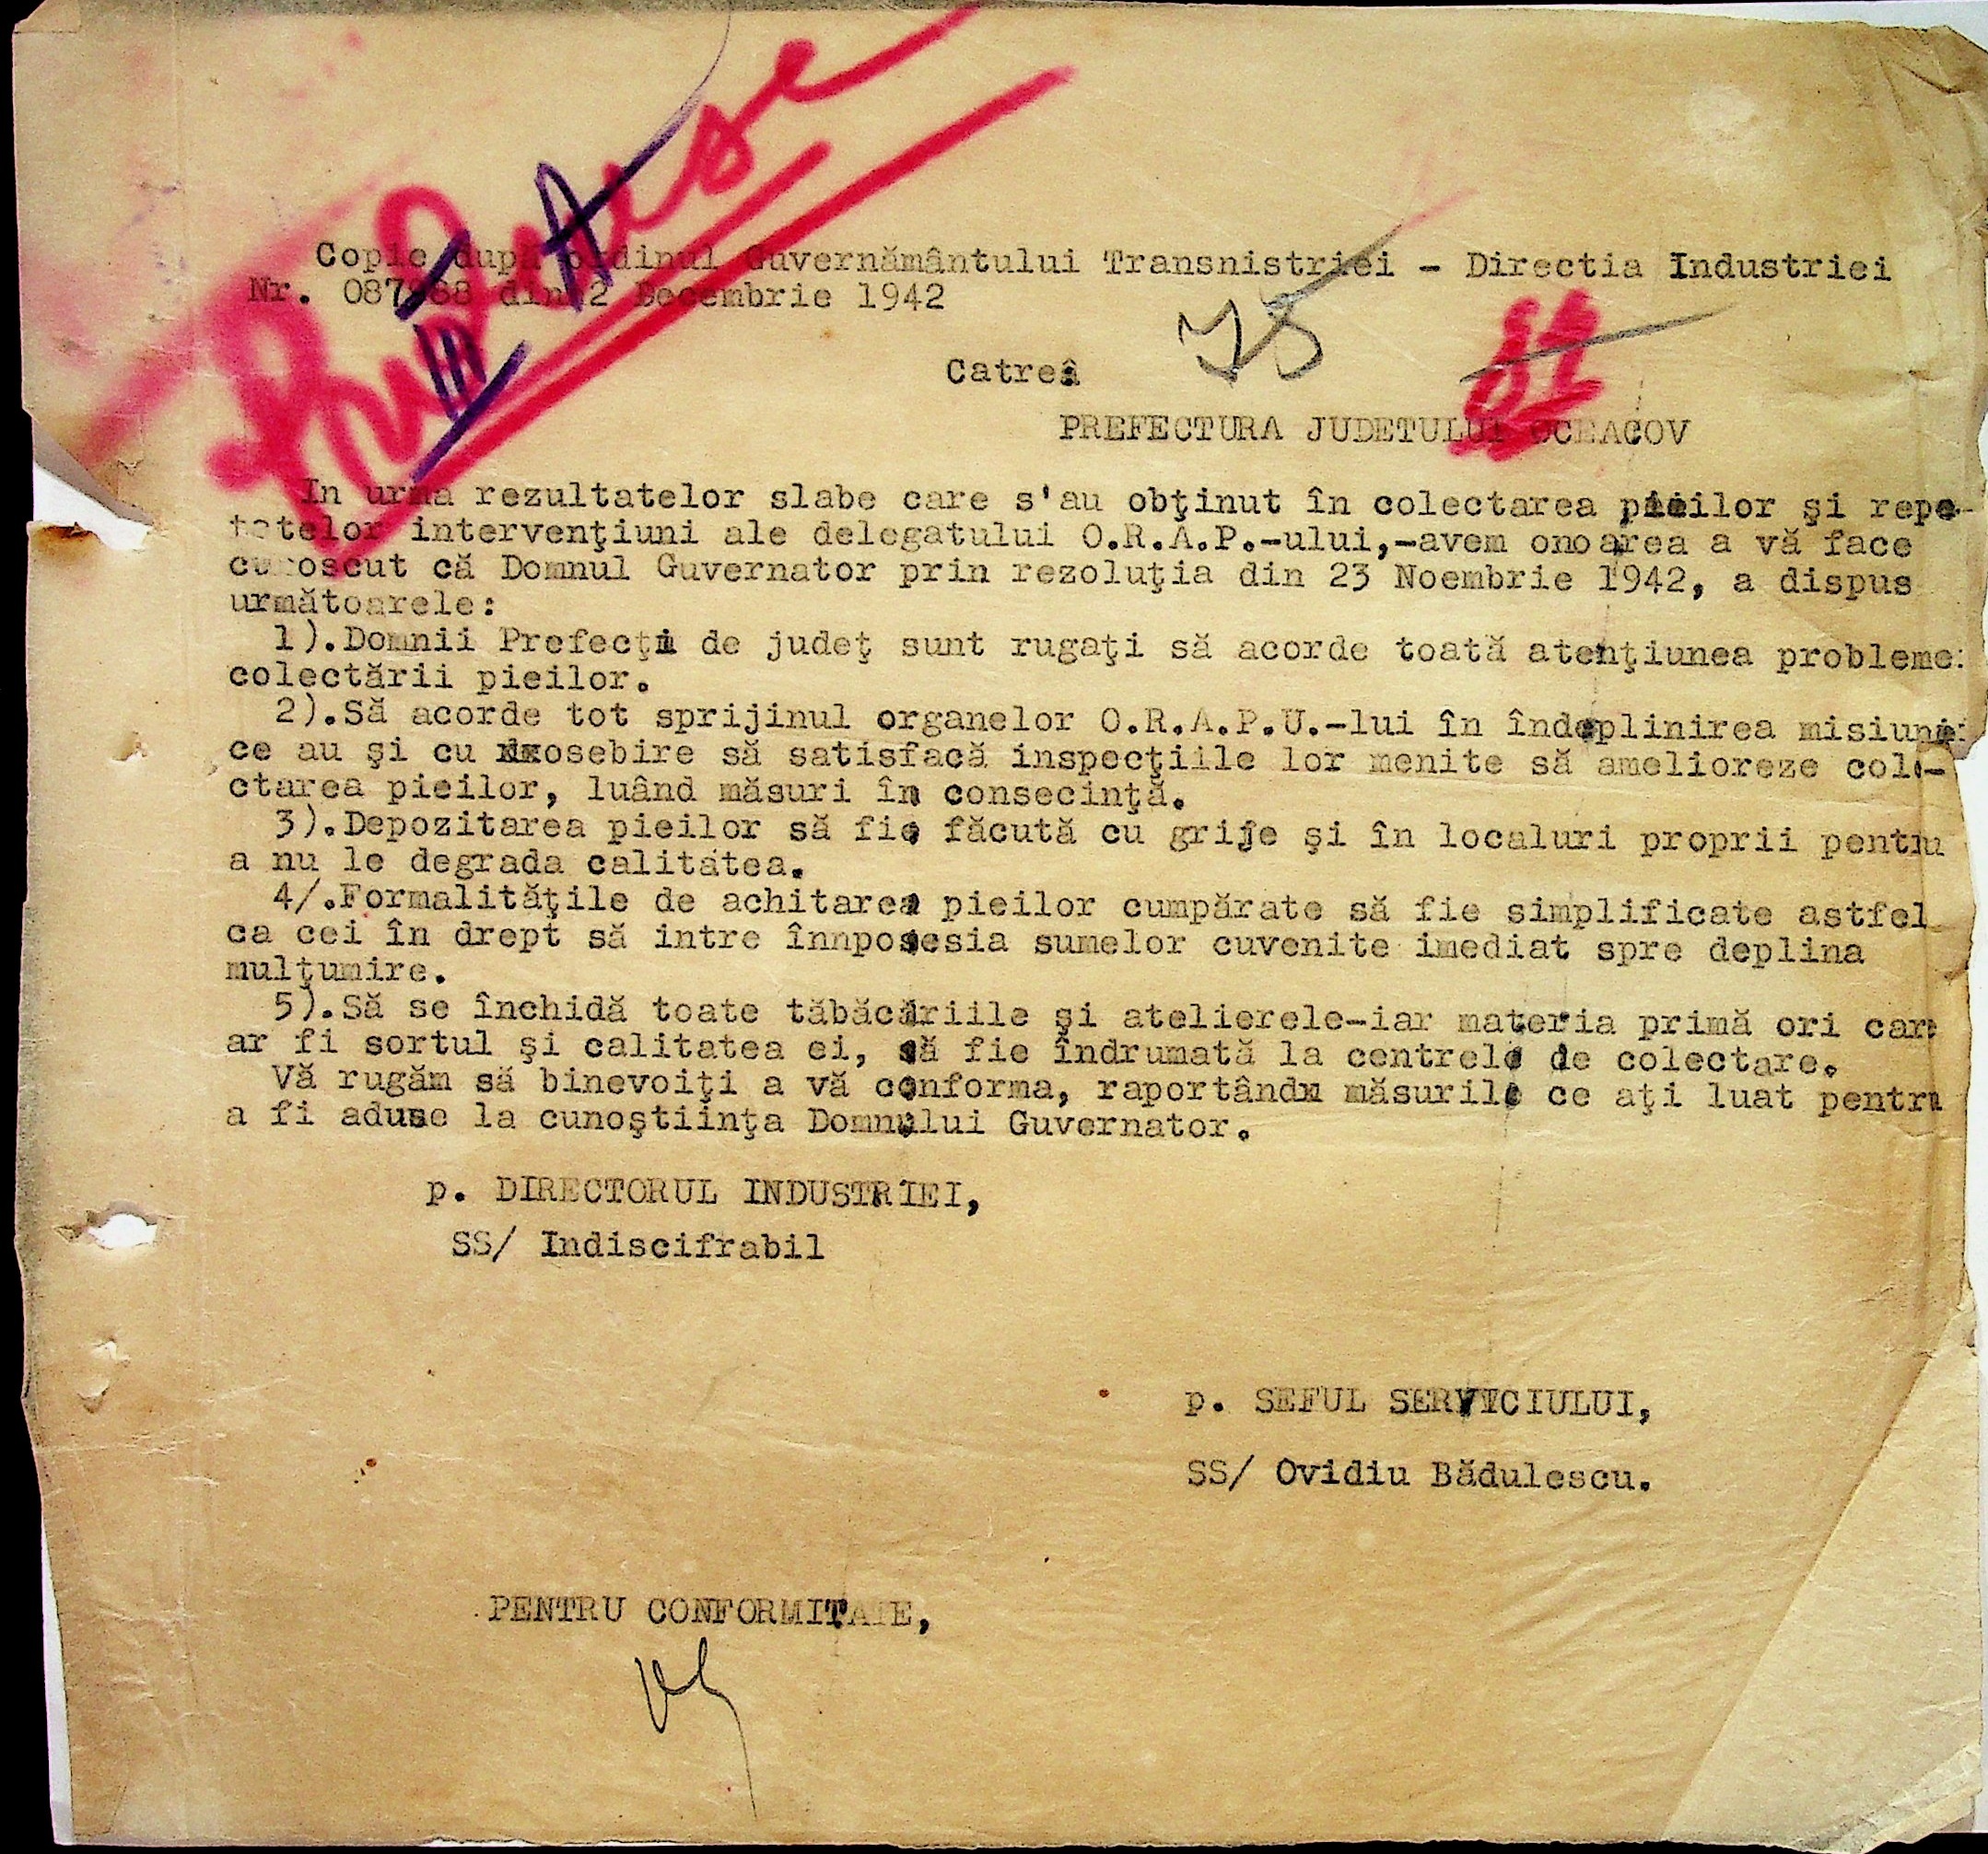 Copie după ordinul Guvernământului Transnistriei - Directia Industriei
Nr. din 2 Decembrie 1942
75
Catre
PREFECTURA JUDETULUI OCEACOV
In urma rezultatelor slabe care s'au obţinut în colectarea pieilor şi repe-
tatelor intervenţiuni ale delegatului O.R.A.P.-ului,-avem onoarea a vă face
cunoscut că Domnul Guvernator prin rezoluţia din 23 Noembrie 1942, a dispus
următoarele:
1).Domnii Prefecţi de judeţ sunt rugaţi să acorde toată atenţiunea problemei
colectării pieilor.
2).Să acorde tot sprijinul organelor O.R.A.P.U.-lui în îndeplinirea misiunii
ce au şi cu deosebire să satisfacă inspecţiile lor menite să amelioreze cole-
ctarea pieilor, luând măsuri în consecinţă.
3).Depozitarea pieilor să fie făcută cu grije şi în localuri proprii pentru
a nu le degrada calitatea.
4/.Formalităţile de achitarea pieilor cumpărate să fie simplificate astfel
ca cei în drept să intre înnposesia sumelor cuvenite imediat spre deplina
mulţumire.
5).Să se închidă toate tăbăcăriile şi atelierele-iar materia primă ori care
ar fi sortul şi calitatea ei, să fie îndrumată la centrele de colectare.
Vă rugăm să binevoiţi a vă conforma, raportându măsurile ce aţi luat pentru
a fi aduse la cunoştiinţa Domnului Guvernator.
p. DIRECTORUL INDUSTRIEI,
SS/ Indiscifrabil
p. SEFUL SERVICIULUI,
SS/ Ovidiu Bădulescu.
PENTRU CONFORMITATE,